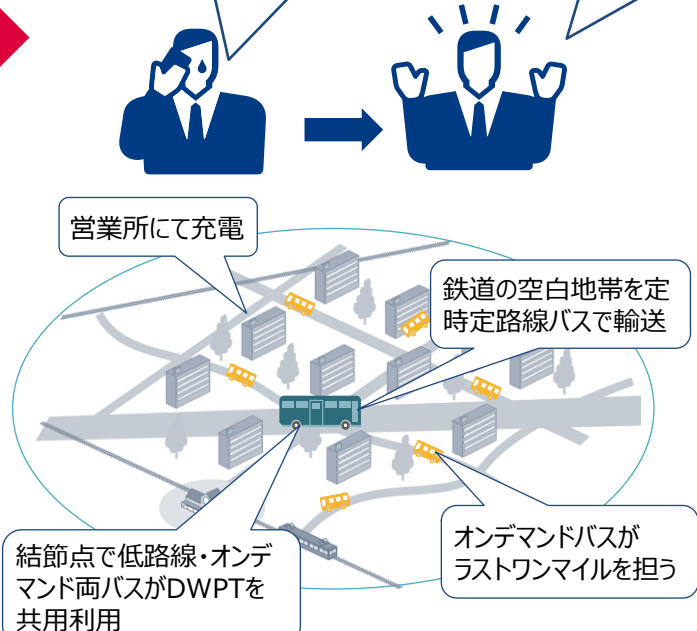 営業所にて充電
鉄道の空白地帯を定
時定路線バスで輸送
結節点で低路線・オンデ
マンド両バスがDWPTを
共用利用
オンデマンドバスが
ラストワンマイルを担う